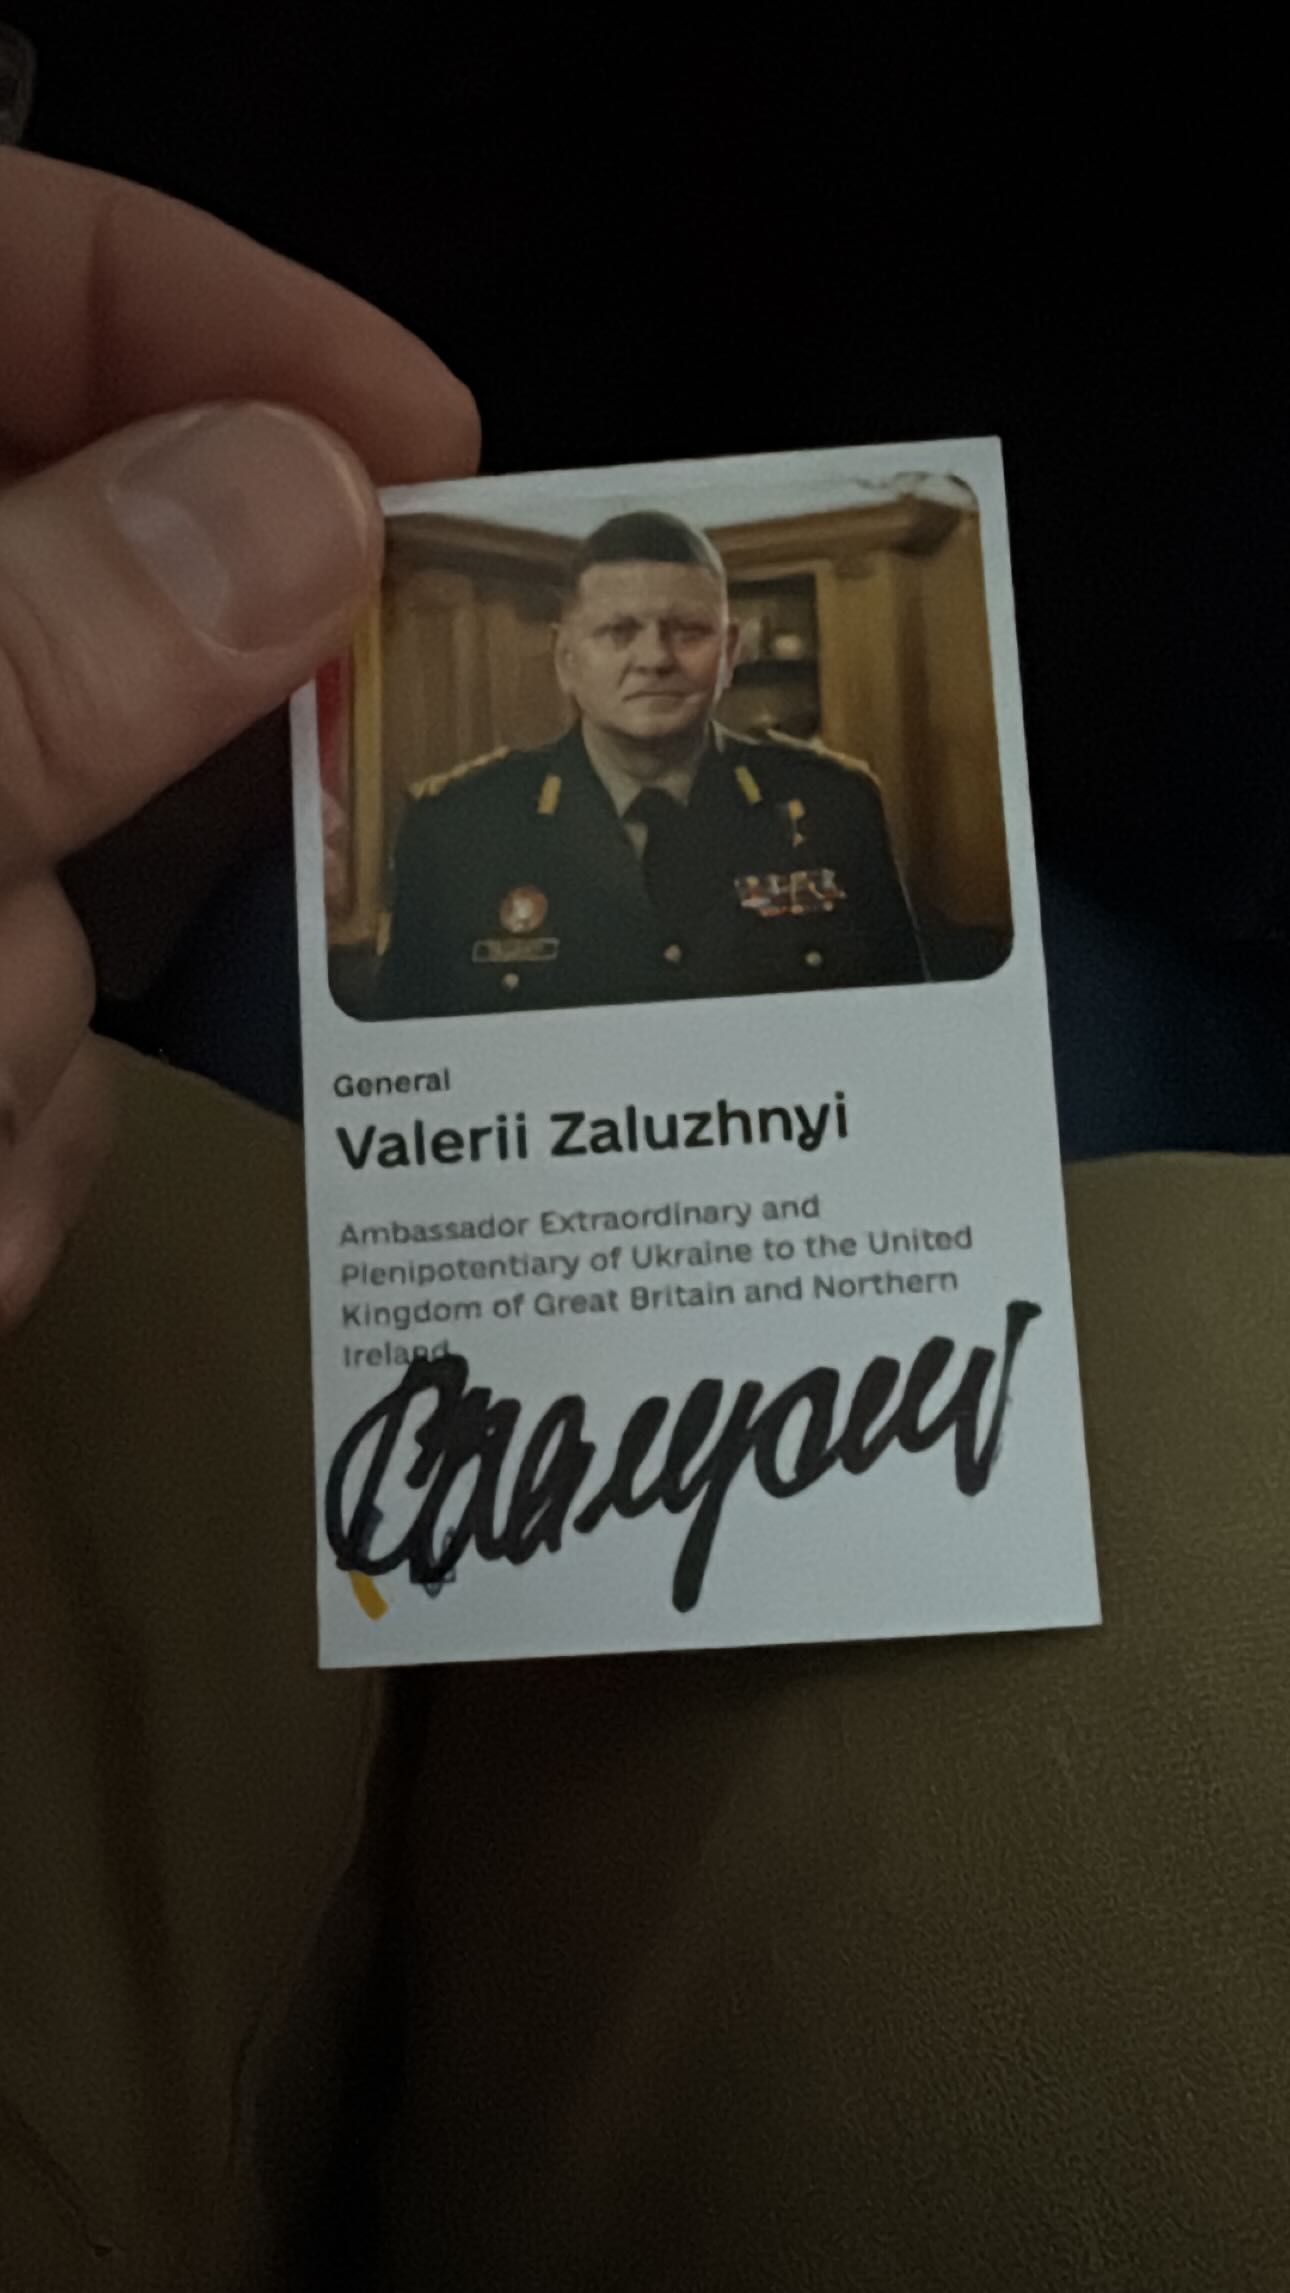 General
Valerii Zaluzhnyi
Ambassador Extraordinary and
Plenipotentiary of Ukraine to the United
Kingdom of Great Britain and Northern
Ireland